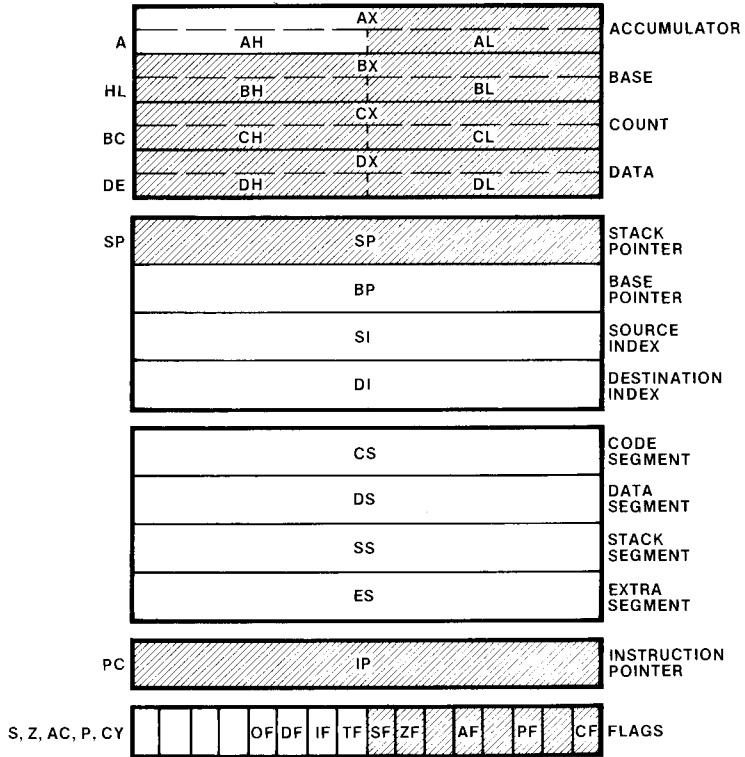 AX
ACCUMULATOR
A AH AL
BX
BASE
HL BH BL
CX
COUNT
BC CH CL
DX
DATA
DE DH DL
SP SP STACK
POINTER
BP BASE
POINTER
SI SOURCE
INDEX
DI DESTINATION
INDEX
CS CODE
SEGMENT
DS DATA
SEGMENT
SS STACK
SEGMENT
ES EXTRA
SEGMENT
PC IP INSTRUCTION
POINTER
S, Z, AC, P, CY OF DF IF TF SF ZF AF PF CF FLAGS